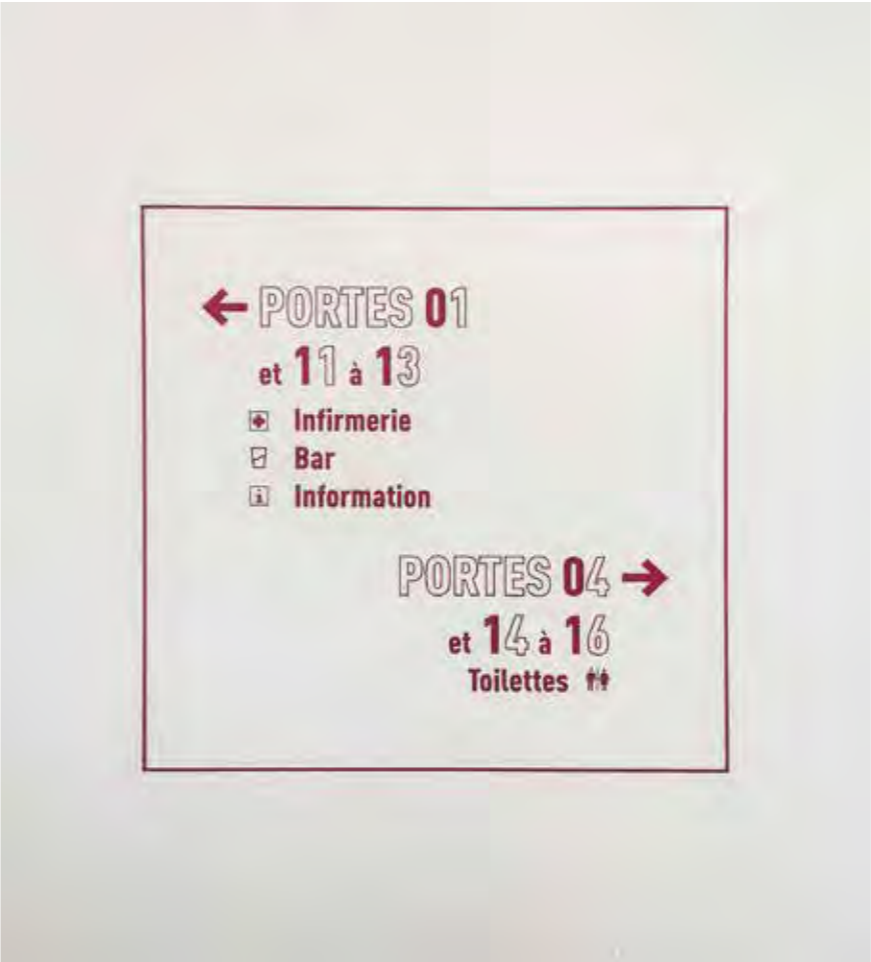 ← PORTES 01
et 11 à 13
Infirmerie
Bar
i Information
PORTES 04 →
et 14 à 16
Toilettes